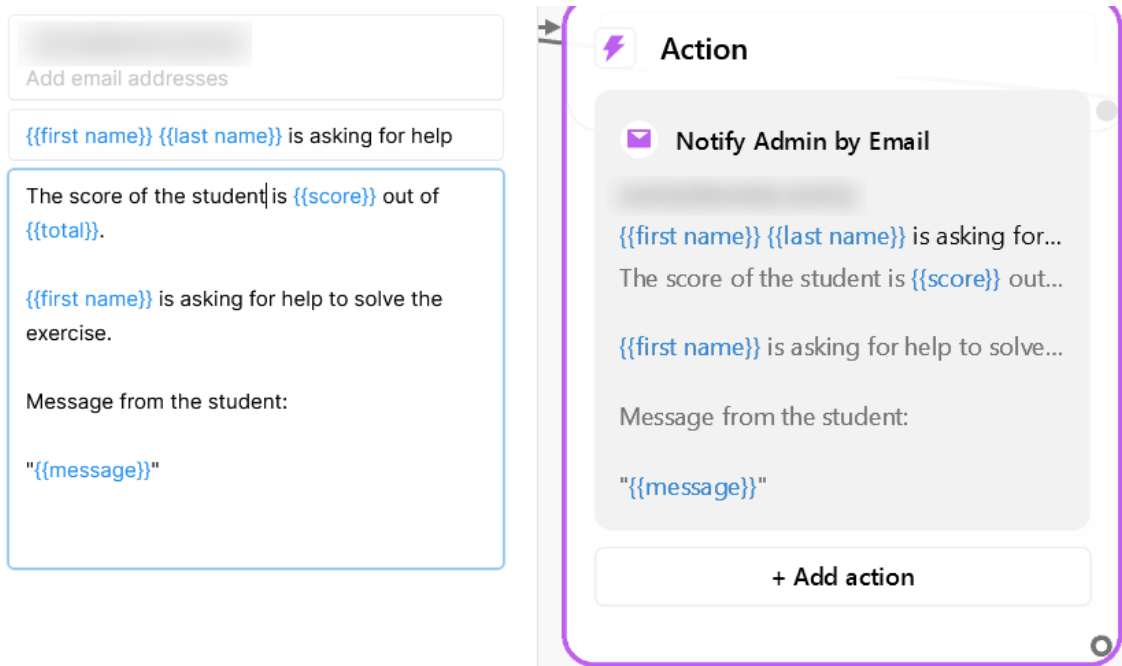 Add email addresses
{{first name}} {{last name}} is asking for help
The score of the student is {{score}} out of
{{total}}.
{{first name}} is asking for help to solve the
exercise.
Message from the student:
"{{message}}"
Action
Notify Admin by Email
{{first name}} {{last name}} is asking for...
The score of the student is {{score}} out...
{{first name}} is asking for help to solve...
Message from the student:
"{{message}}"
+ Add action